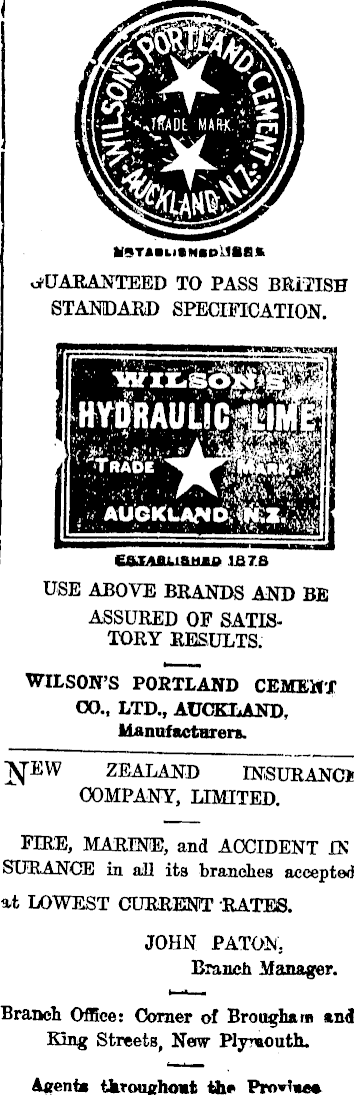 WILSON'S PORTLAND CEMENT
TRADE MARK
AUCKLAND, N.Z.
ESTABLISHED
GUARANTEED TO PASS BRITISH
STANDARD SPECIFICATION.
WILSON'S
HYDRAULIC LIME
TRADE MARK
AUCKLAND, N.Z.
ESTABLISHED 1878
USE ABOVE BRANDS AND BE
ASSURED OF SATIS-
TORY RESULTS.
WILSON'S PORTLAND CEMENT
CO., LTD., AUCKLAND,
Manufacturers.
NEW ZEALAND INSURANCE
COMPANY, LIMITED.
FIRE, MARINE, and ACCIDENT IN
SURANCE in all its branches accepted
at LOWEST CURRENT RATES.
JOHN PATON,
Branch Manager.
Branch Office: Corner of Brougham and
King Streets, New Plymouth.
Agents throughout the Province